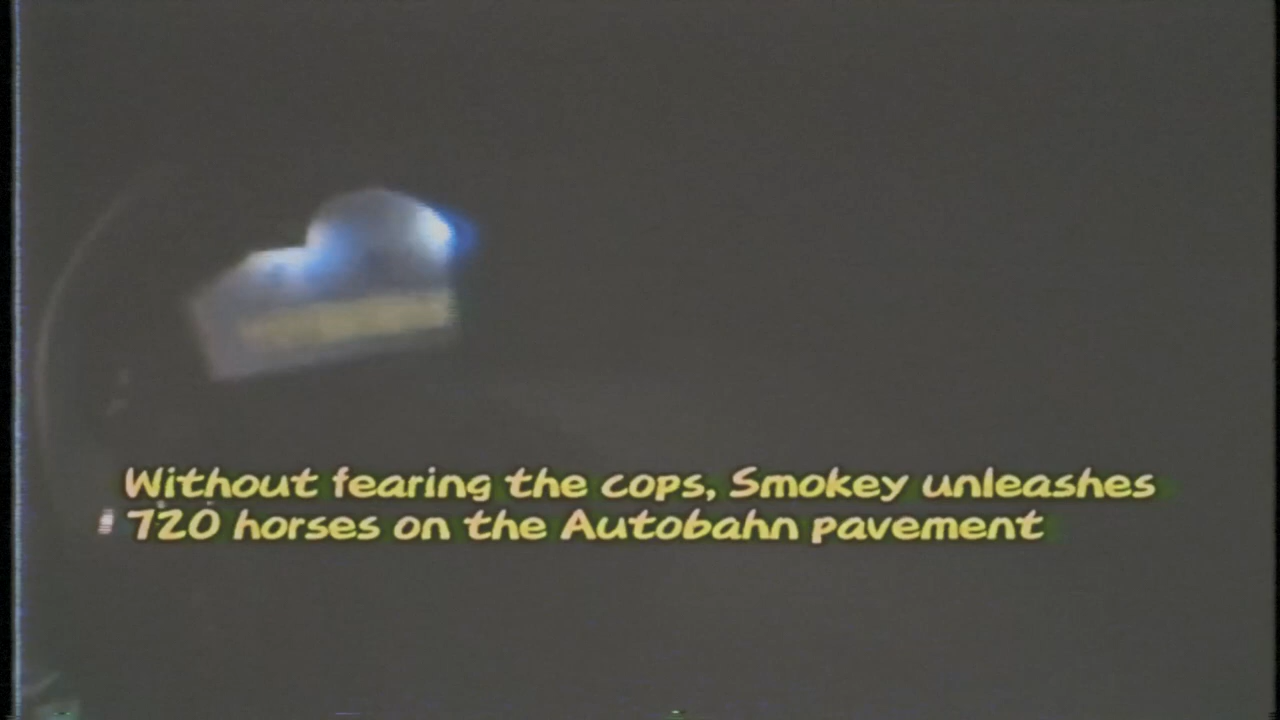 Without fearing the cops, Smokey unleashes
720 horses on the Autobahn pavement